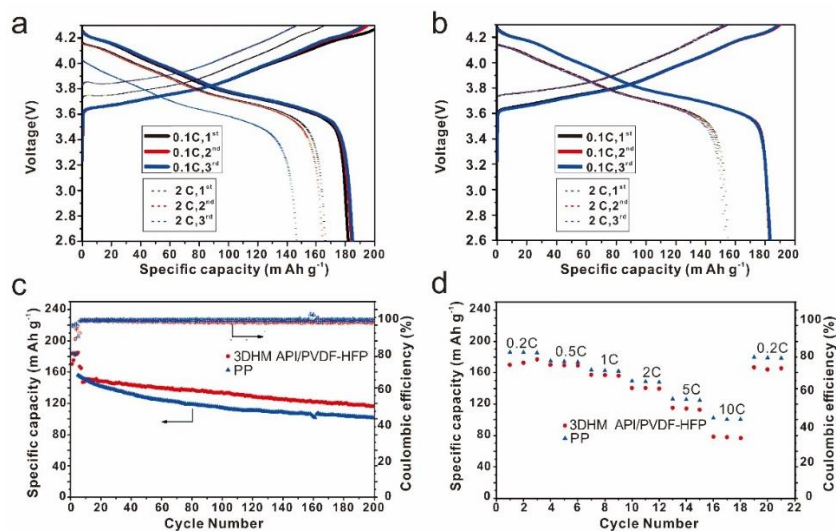 a
Voltage(V)
4.2
4.0
3.8
3.6
3.4
3.2
3.0
2.8
2.6
0.1C,1st
0.1C,2nd
0.1C,3rd
2 C,1st
2 C,2nd
2 C,3rd
0 20 40 60 80 100 120 140 160 180 200
Specific capacity (m Ah g-1)
b
Voltage(V)
4.2
4.0
3.8
3.6
3.4
3.2
3.0
2.8
2.6
0.1C,1st
0.1C,2nd
0.1C,3rd
2 C,1st
2 C,2nd
2 C,3rd
0 20 40 60 80 100 120 140 160 180 200
Specific capacity (m Ah g-1)
c
Specific capacity (m Ah g-1)
240
200
160
120
80
40
0
3DHM API/PVDF-HFP
PP
100
80
60
40
20
0
Coulombic efficiency (%)
0 20 40 60 80 100 120 140 160 180 200
Cycle Number
d
Specific capacity (m Ah g-1)
240
200
160
120
80
40
0
0.2C
0.5C
1C
2C
5C
10C
0.2C
3DHM API/PVDF-HFP
PP
100
80
60
40
20
0
Coulombic efficiency (%)
0 2 4 6 8 10 12 14 16 18 20 22
Cycle Number